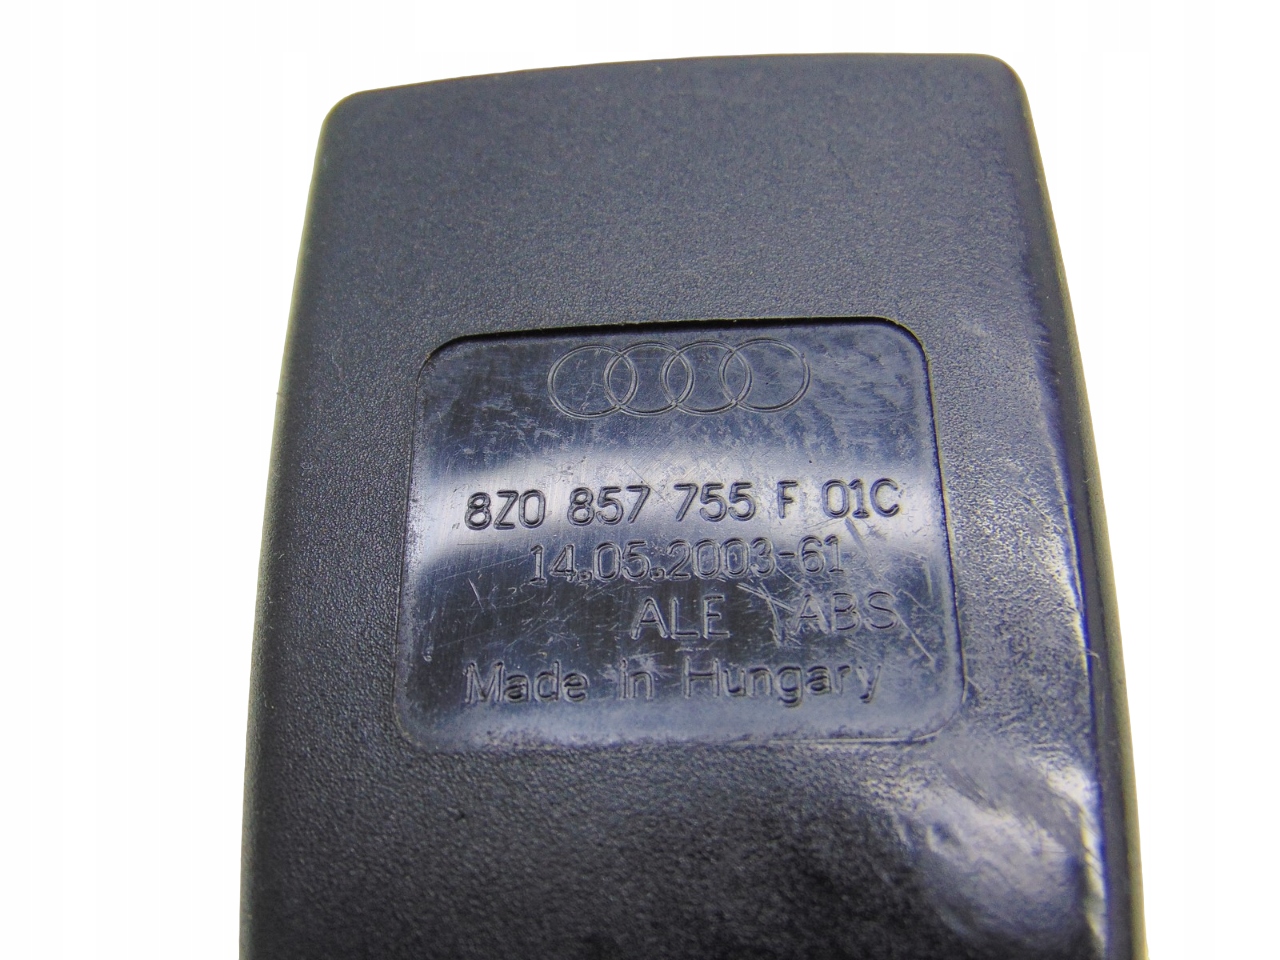 8Z0 857 755 F 01C
14.05.2003-61
ALE ABS
Made in Hungary